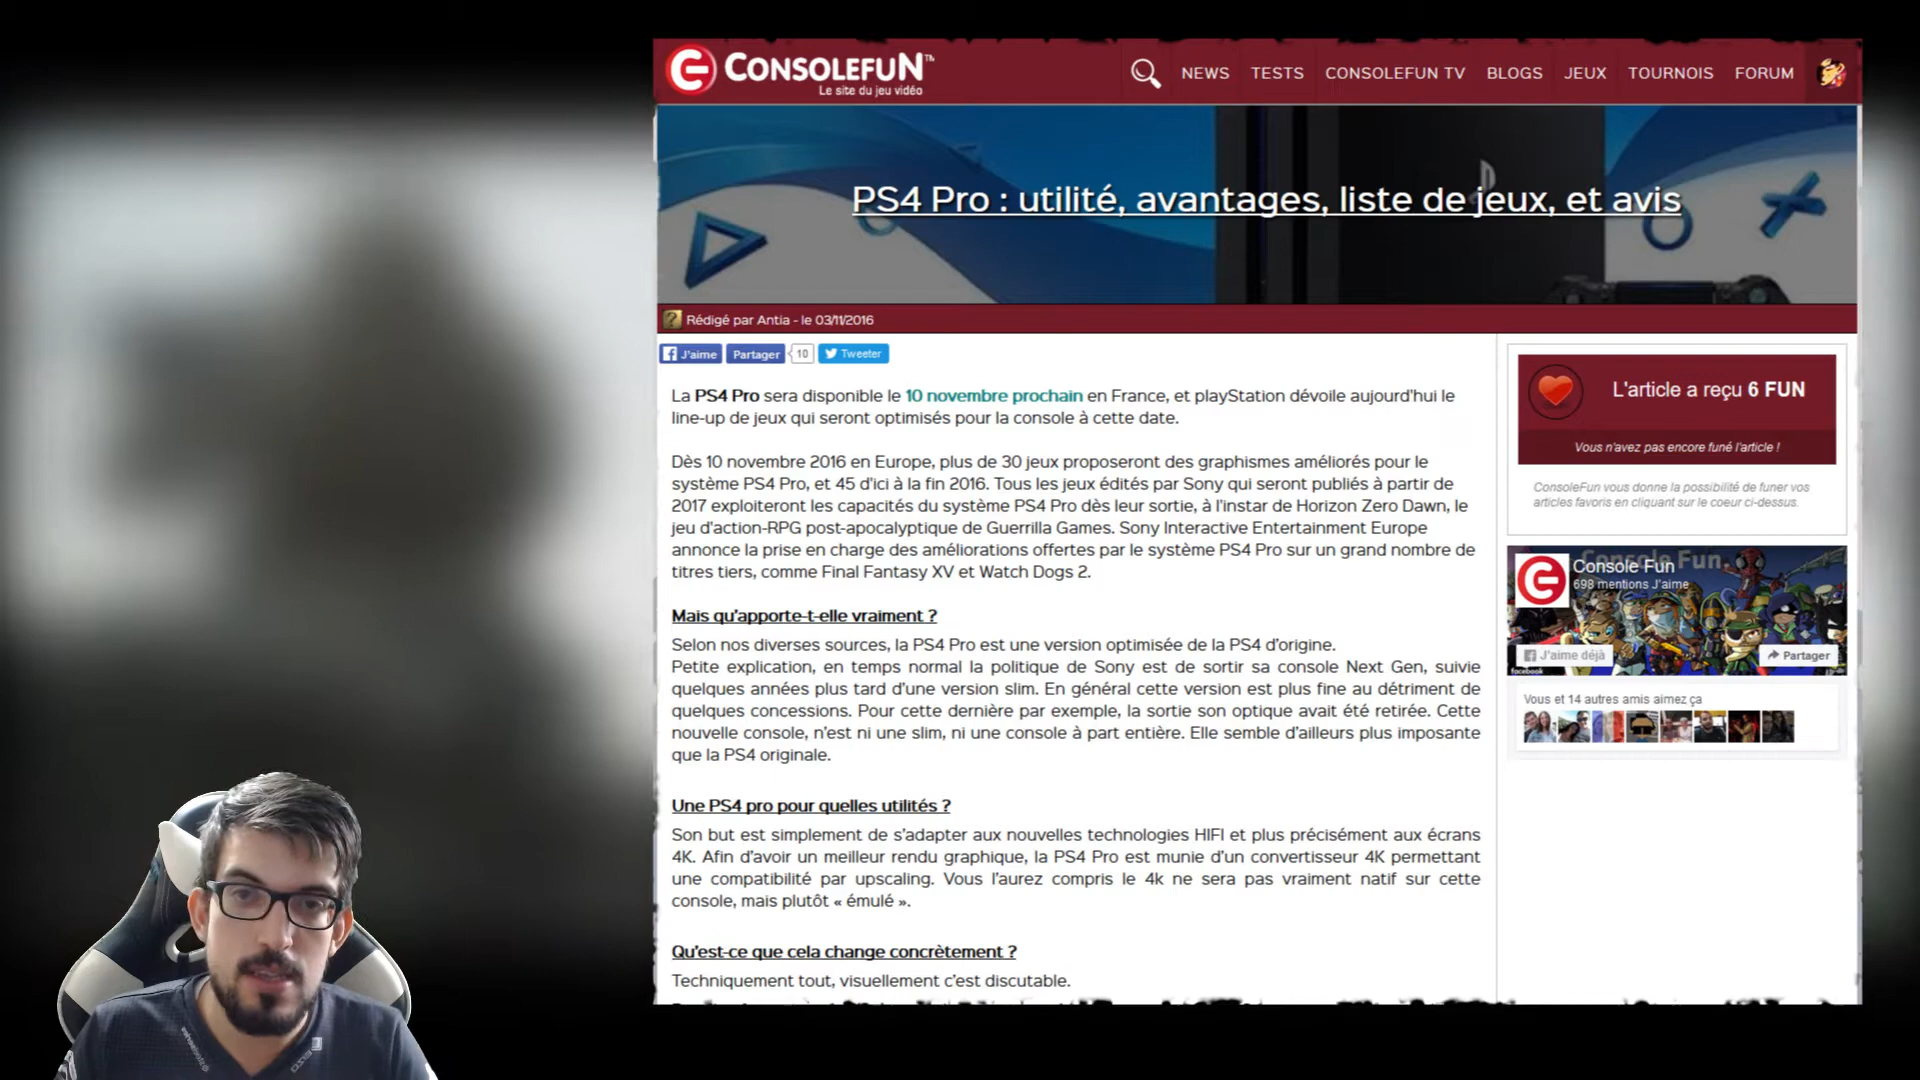 CONSOLEFUN™
Le site du jeu vidéo
NEWS TESTS CONSOLEFUN TV BLOGS JEUX TOURNOIS FORUM
PS4 Pro : utilité, avantages, liste de jeux, et avis
Rédigé par Antia - le 03/11/2016
J'aime Partager 10 Tweeter
La PS4 Pro sera disponible le 10 novembre prochain en France, et playStation dévoile aujourd'hui le
line-up de jeux qui seront optimisés pour la console à cette date.
Dès 10 novembre 2016 en Europe, plus de 30 jeux proposeront des graphismes améliorés pour le
système PS4 Pro, et 45 d'ici à la fin 2016. Tous les jeux édités par Sony qui seront publiés à partir de
2017 exploiteront les capacités du système PS4 Pro dès leur sortie, à l'instar de Horizon Zero Dawn, le
jeu d'action-RPG post-apocalyptique de Guerrilla Games. Sony Interactive Entertainment Europe
annonce la prise en charge des améliorations offertes par le système PS4 Pro sur un grand nombre de
titres tiers, comme Final Fantasy XV et Watch Dogs 2.
Mais qu'apporte-t-elle vraiment ?
Selon nos diverses sources, la PS4 Pro est une version optimisée de la PS4 d'origine.
Petite explication, en temps normal la politique de Sony est de sortir sa console Next Gen, suivie
quelques années plus tard d'une version slim. En général cette version est plus fine au détriment de
quelques concessions. Pour cette dernière par exemple, la sortie son optique avait été retirée. Cette
nouvelle console, n'est ni une slim, ni une console à part entière. Elle semble d'ailleurs plus imposante
que la PS4 originale.
Une PS4 pro pour quelles utilités ?
Son but est simplement de s'adapter aux nouvelles technologies HIFI et plus précisément aux écrans
4K. Afin d'avoir un meilleur rendu graphique, la PS4 Pro est munie d'un convertisseur 4K permettant
une compatibilité par upscaling. Vous l'aurez compris le 4k ne sera pas vraiment natif sur cette
console, mais plutôt « émulé ».
Qu'est-ce que cela change concrètement ?
Techniquement tout, visuellement c'est discutable.
L'article a reçu 6 FUN
Vous n'avez pas encore funé l'article !
ConsoleFun vous donne la possibilité de funer vos
articles favoris en cliquant sur le coeur ci-dessus.
Console Fun
Console Fun
698 mentions J'aime
J'aime déjà Partager
facebook
Vous et 14 autres amis aimez ça